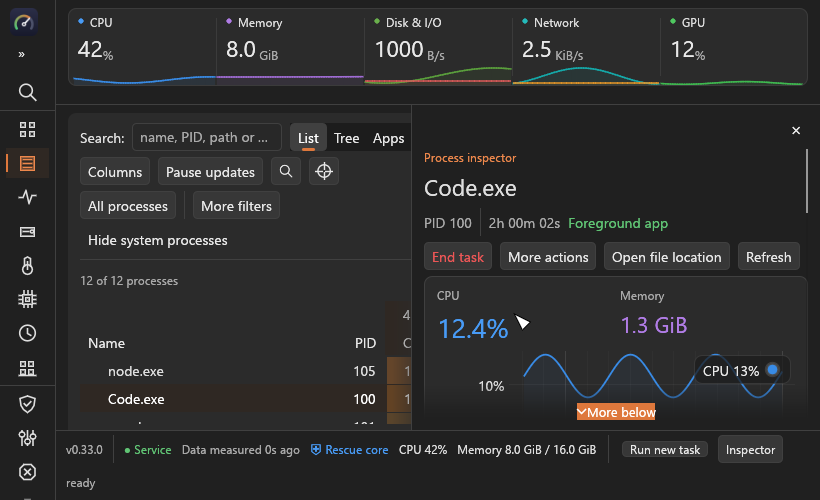 CPU
42%
Memory
8.0 GiB
Disk & I/O
1000 B/s
Network
2.5 KiB/s
GPU
12%
»
Search: name, PID, path or ... List Tree Apps
Columns Pause updates
All processes More filters
Hide system processes
12 of 12 processes
4
Name PID C
node.exe 105 1
Code.exe 100 1
Process inspector
Code.exe
PID 100 2h 00m 02s Foreground app
End task More actions Open file location Refresh
CPU Memory
12.4% 1.3 GiB
CPU 13%
10%
More below
v0.33.0 Service Data measured 0s ago Rescue core CPU 42% Memory 8.0 GiB / 16.0 GiB Run new task Inspector
ready